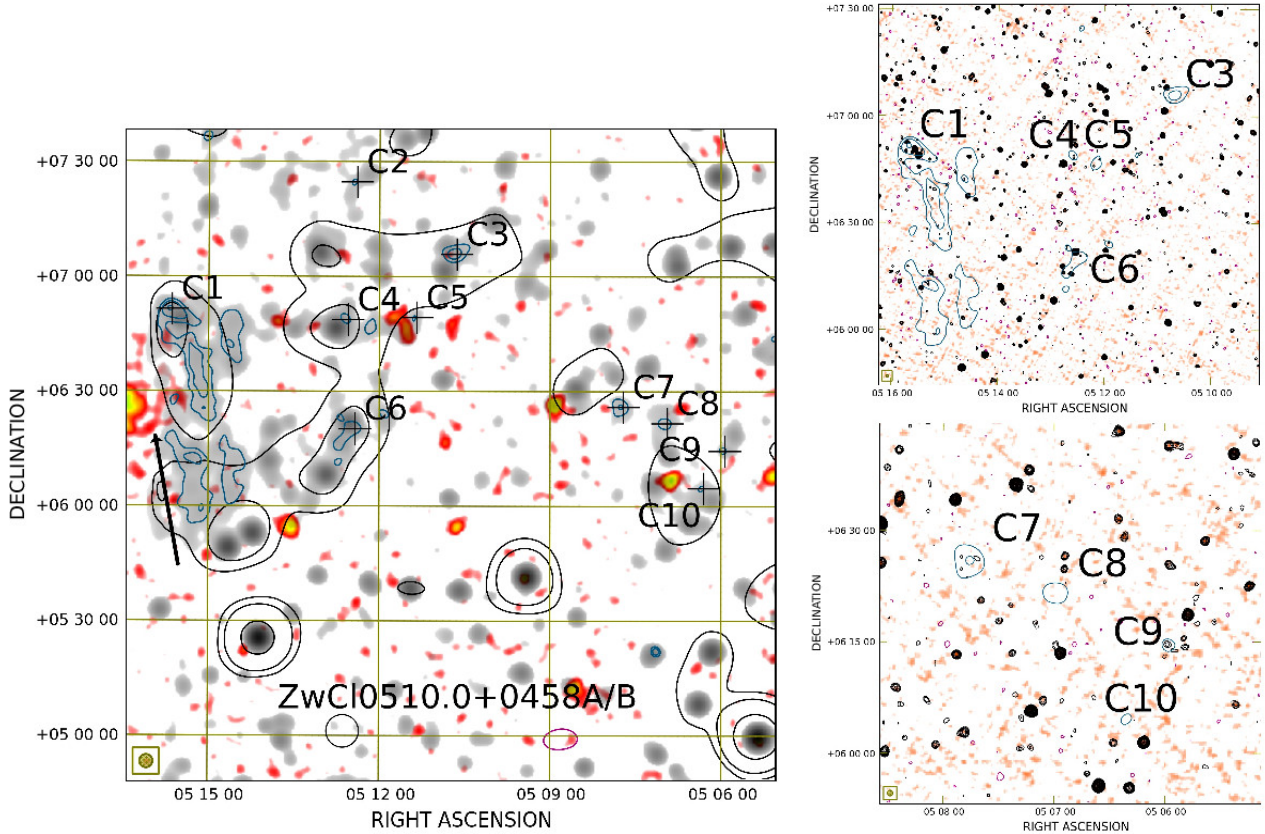 +07 30 00
+07 00 00
+06 30 00
+06 00 00
+05 30 00
+05 00 00
DECLINATION
C2
C3
C1
C4 C5
C6
C7 C8
C9
C10
ZwCl0510.0+0458A/B
05 15 00 05 12 00 05 09 00 05 06 00
RIGHT ASCENSION
+07 30 00
+07 00 00
+06 30 00
+06 00 00
DECLINATION
C3
C1
C4 C5
C6
05 16 00 05 14 00 05 12 00 05 10 00
RIGHT ASCENSION
+06 30 00
+06 15 00
+06 00 00
DECLINATION
C7
C8
C9
C10
05 08 00 05 07 00 05 06 00
RIGHT ASCENSION